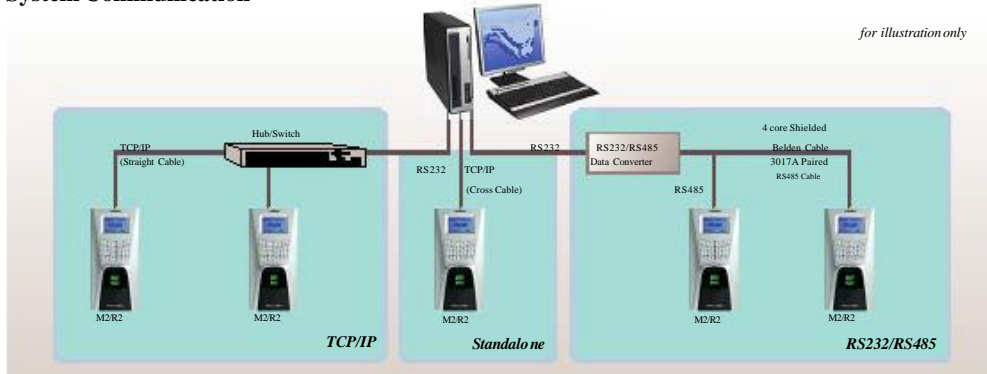 System Communication
for illustration only
Hub/Switch
TCP/IP
(Straight Cable)
M2/R2
M2/R2
TCP/IP
RS232
TCP/IP
(Cross Cable)
M2/R2
Standalo ne
RS232
RS232/RS485
Data Converter
4 core Shielded
Belden Cable
3017A Paired
RS485 Cable
RS485
M2/R2
M2/R2
RS232/RS485